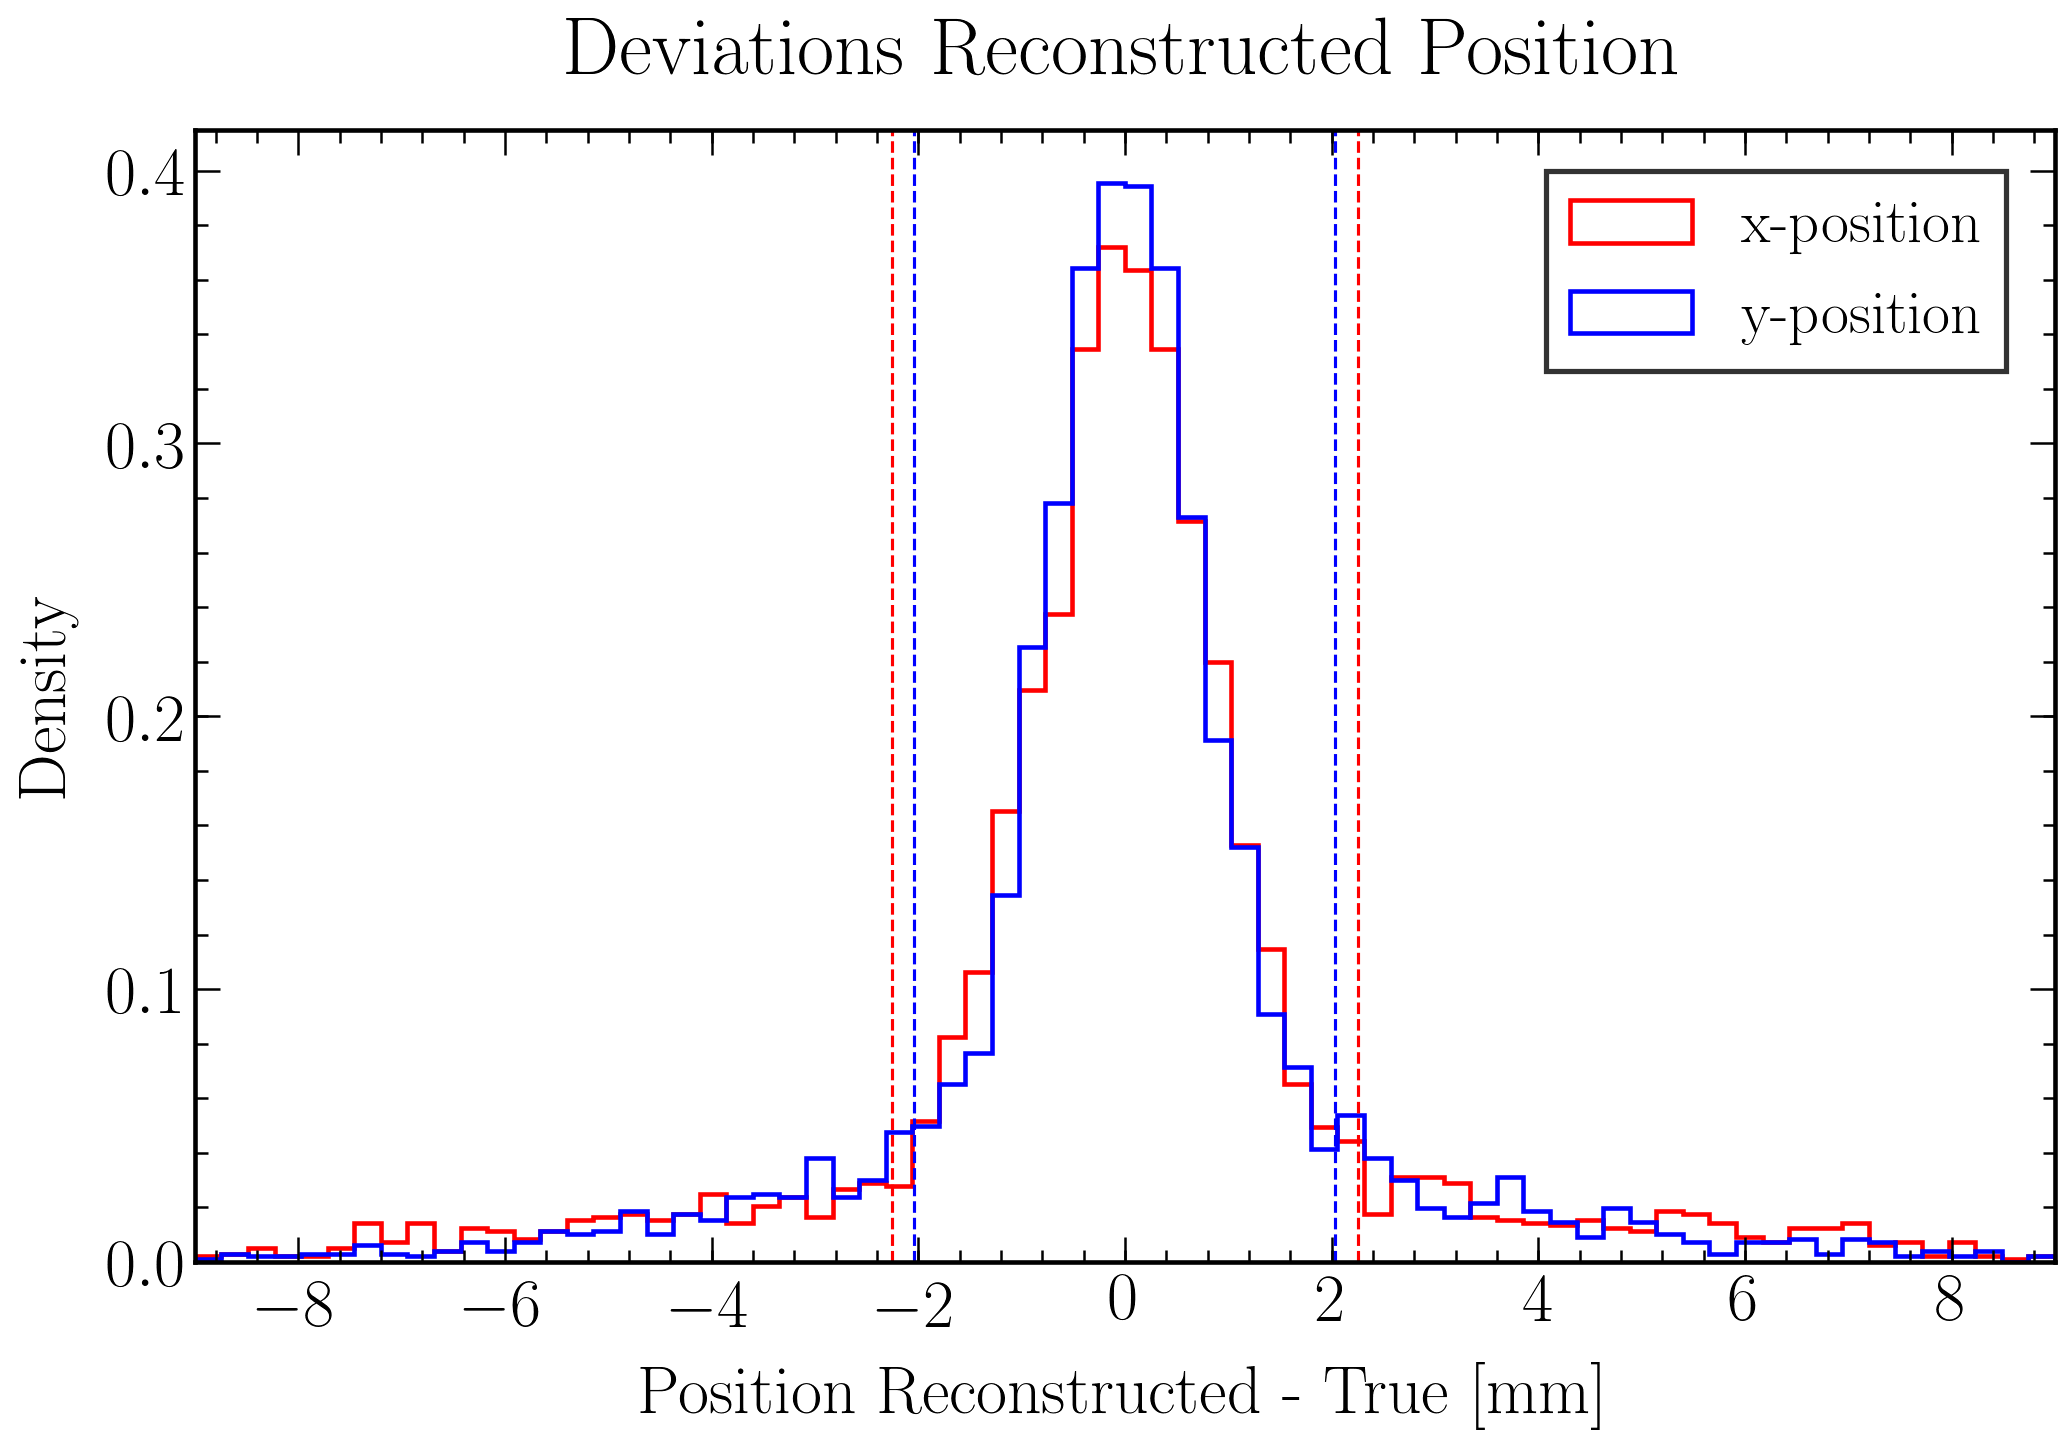 Deviations Reconstructed Position
0.4
0.3
0.2
0.1
0.0
Density
x-position
y-position
−8 −6 −4 −2 0 2 4 6 8
Position Reconstructed - True [mm]